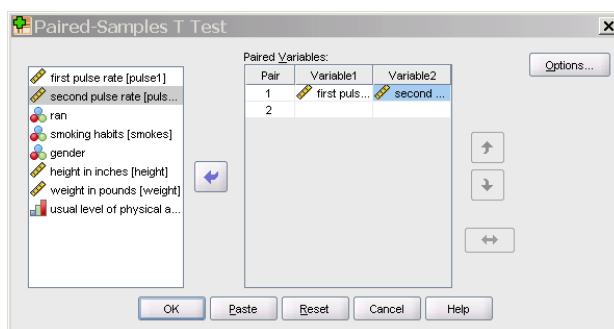 Paired-Samples T Test
X
first pulse rate [pulse1]
second pulse rate [puls...
ran
smoking habits [smokes]
gender
height in inches [height]
weight in pounds [weight]
usual level of physical a...
Paired Variables:
Pair Variable1 Variable2
1 first puls... second ...
2
Options...
OK Paste Reset Cancel Help